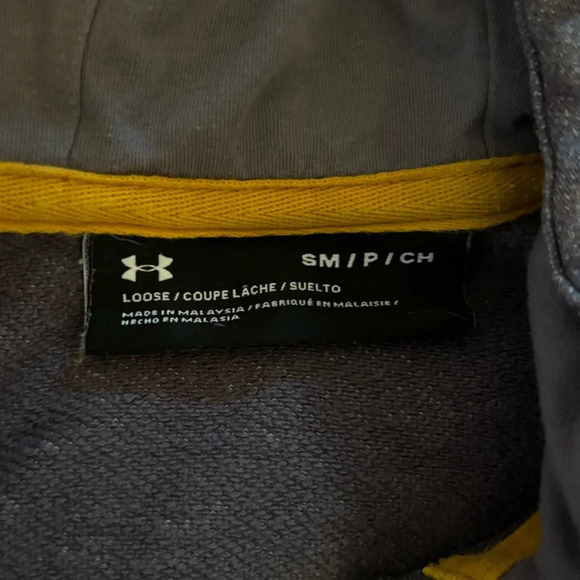 SM / P / CH
LOOSE / COUPE LÂCHE / SUELTO
MADE IN MALAYSIA / FABRIQUÉ EN MALAISIE /
HECHO EN MALASIA